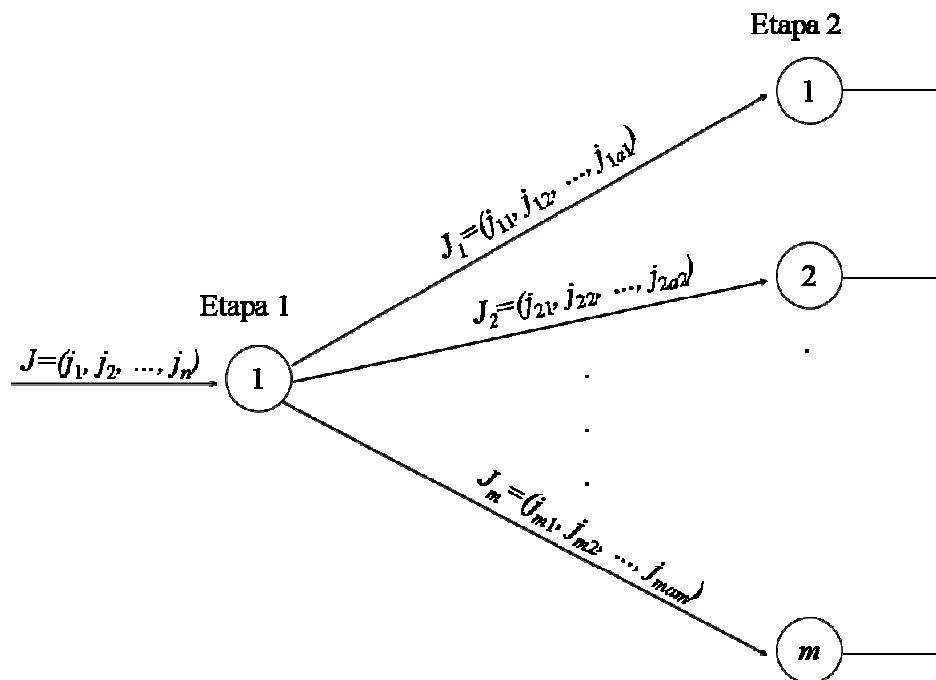 Etapa 2
1
J₁=(j₁₁, j₁₂, ..., j₁ₐ₁)
2
J₂=(j₂₁, j₂₂, ..., j₂ₐ₂)
Etapa 1
J=(j₁, j₂, ..., jₙ)
1
Jₘ=(jₘ₁, jₘ₂, ..., jₘₐₘ)
m